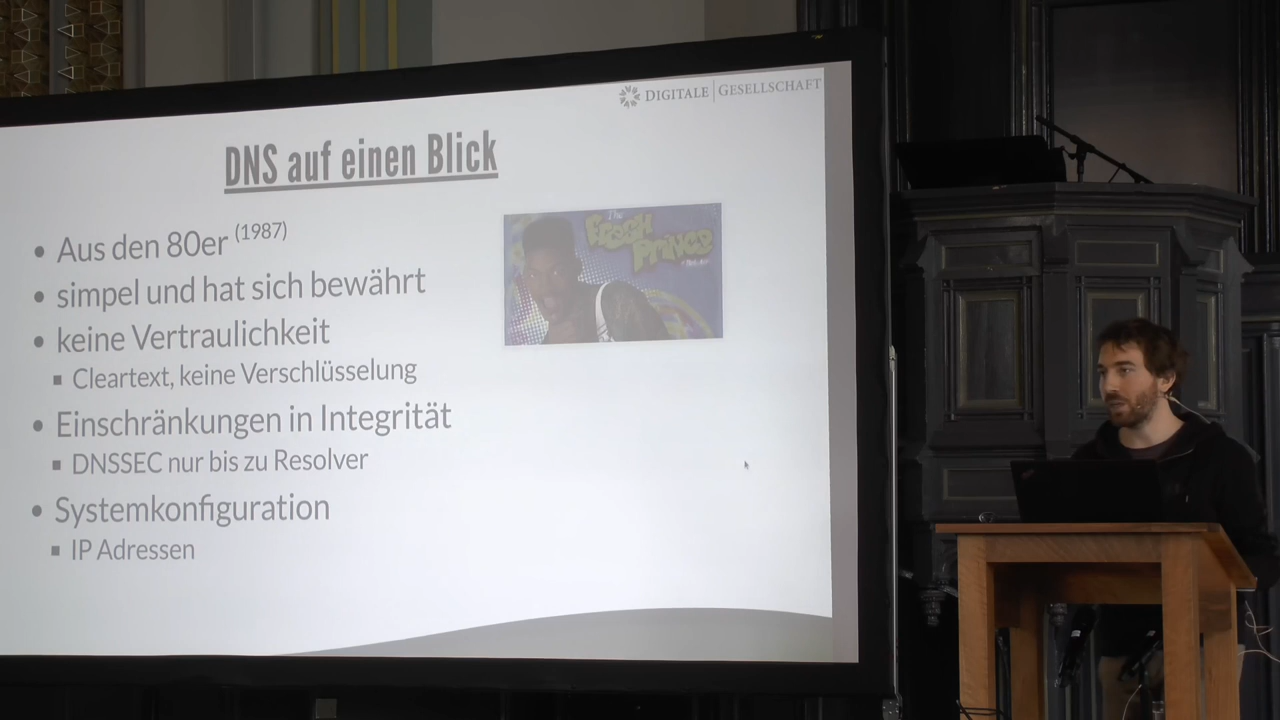 DIGITALE | GESELLSCHAFT
DNS auf einen Blick
• Aus den 80er (1987)
• simpel und hat sich bewährt
• keine Vertraulichkeit
▪ Cleartext, keine Verschlüsselung
• Einschränkungen in Integrität
▪ DNSSEC nur bis zu Resolver
• Systemkonfiguration
▪ IP Adressen
The
FRESH
PRINCE